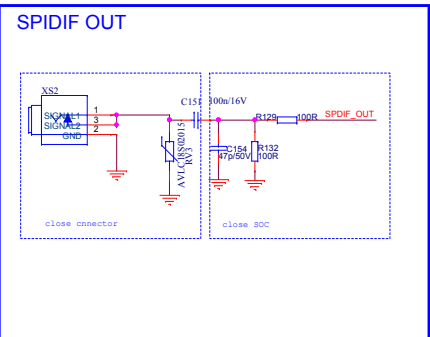 SPIDIF OUT
XS2
SIGNAL1 1
SIGNAL2 3
GND 2
C151 100n/16V
R129 100R SPDIF_OUT
C154
47p/50V
R132
100R
AVLC18S02015
RV3
close cnnector
close SOC